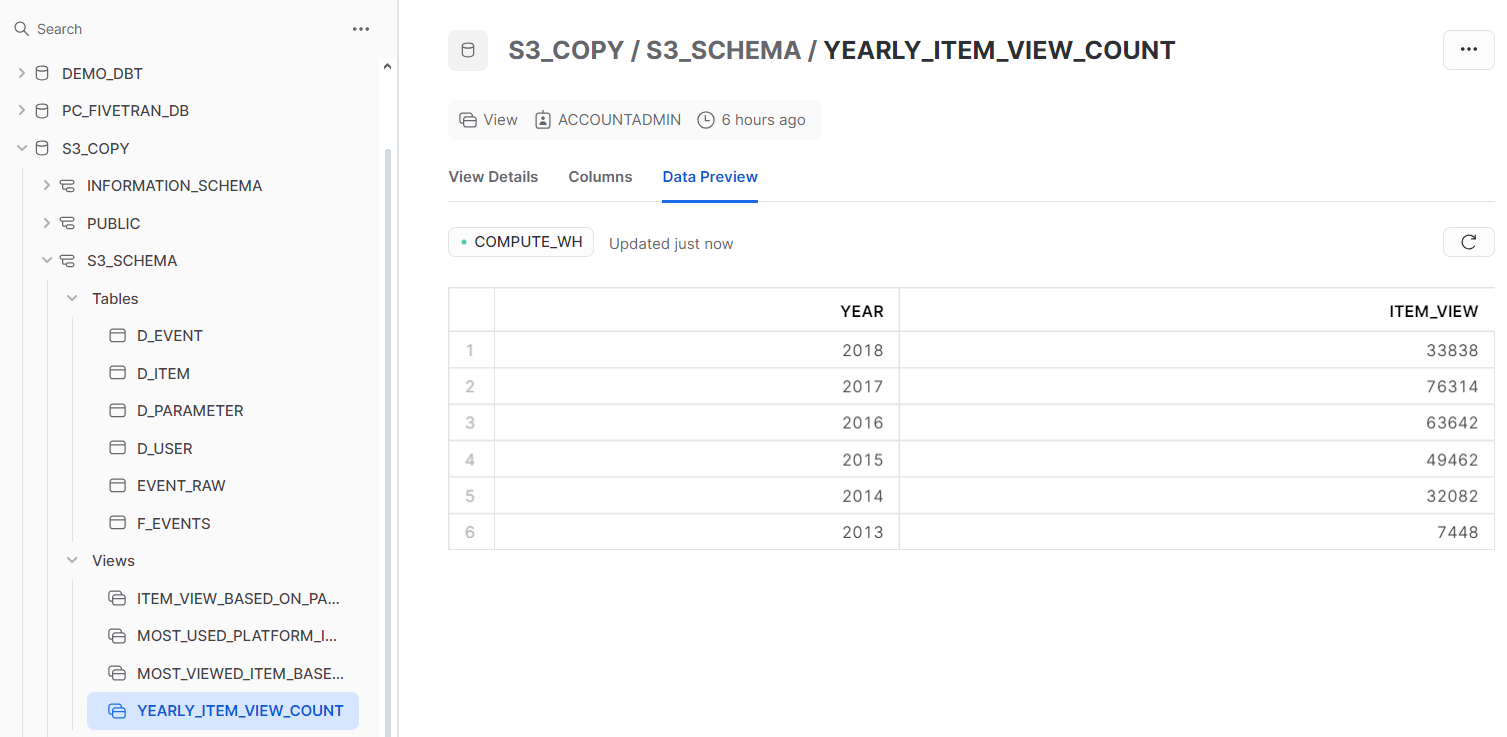 Search
DEMO_DBT
PC_FIVETRAN_DB
S3_COPY
INFORMATION_SCHEMA
PUBLIC
S3_SCHEMA
Tables
D_EVENT
D_ITEM
D_PARAMETER
D_USER
EVENT_RAW
F_EVENTS
Views
ITEM_VIEW_BASED_ON_PA...
MOST_USED_PLATFORM_I...
MOST_VIEWED_ITEM_BASE...
YEARLY_ITEM_VIEW_COUNT
S3_COPY / S3_SCHEMA / YEARLY_ITEM_VIEW_COUNT
View ACCOUNTADMIN 6 hours ago
View Details Columns Data Preview
COMPUTE_WH Updated just now
YEAR ITEM_VIEW
1 2018 33838
2 2017 76314
3 2016 63642
4 2015 49462
5 2014 32082
6 2013 7448